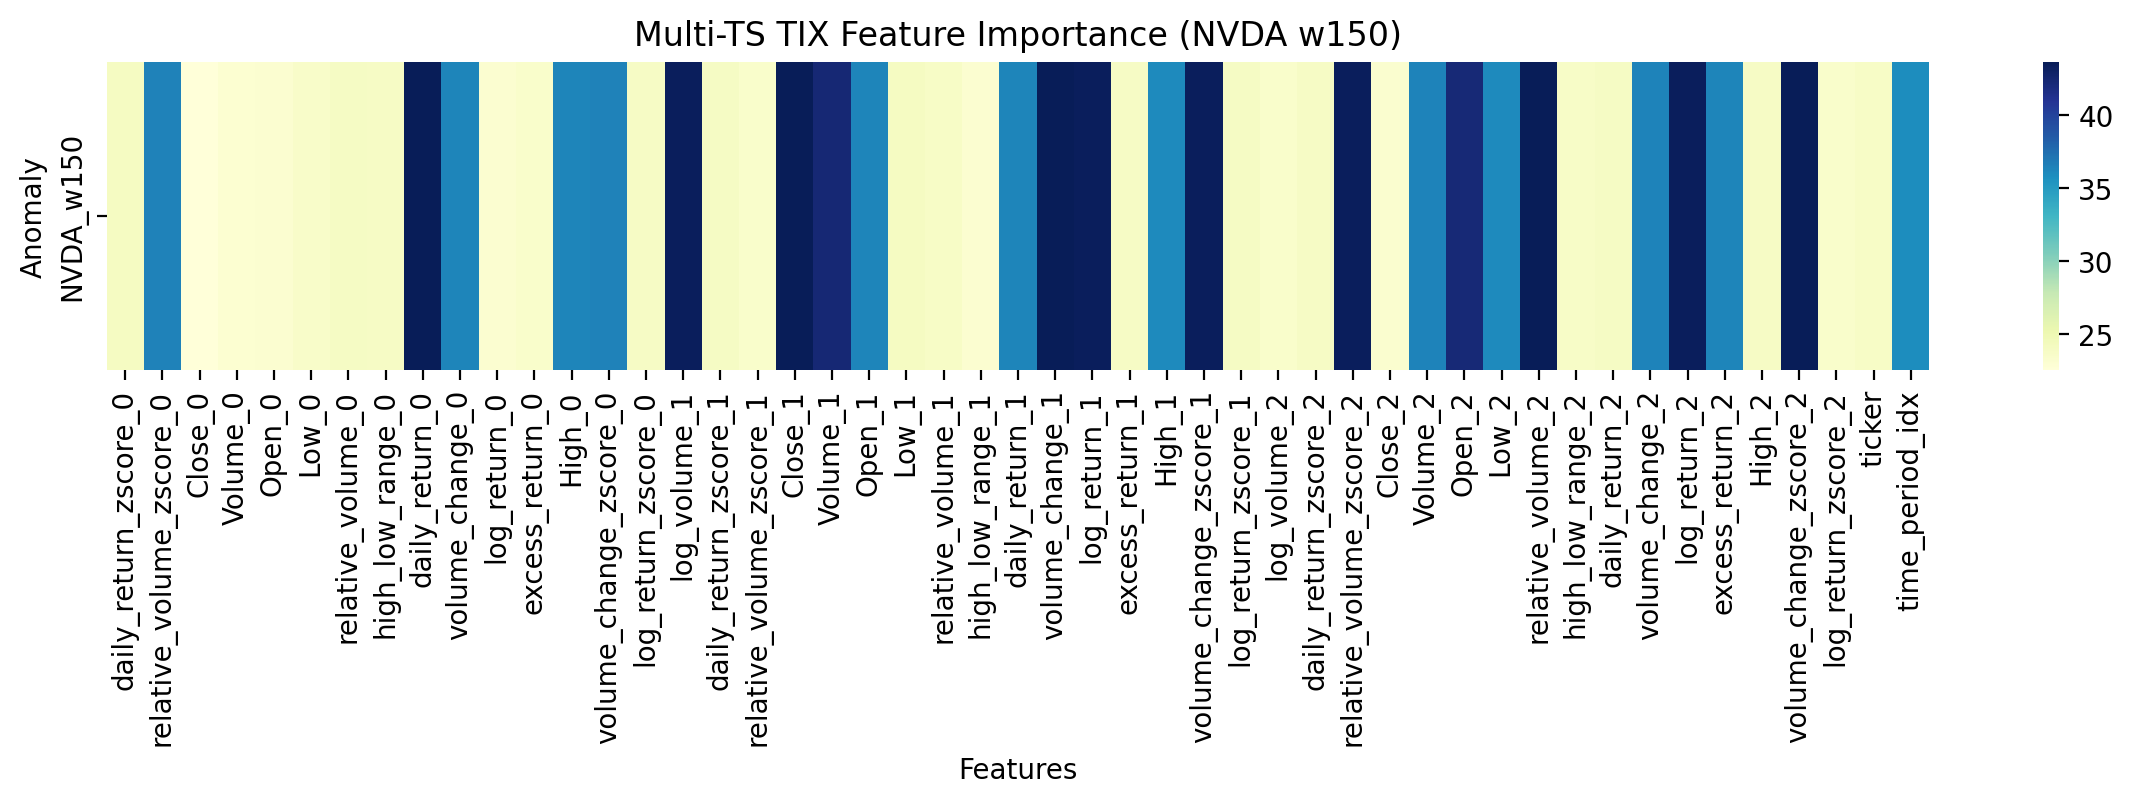 Multi-TS TIX Feature Importance (NVDA w150)
Anomaly
NVDA_w150
40
35
30
25
daily_return_zscore_0
relative_volume_zscore_0
Close_0
Volume_0
Open_0
Low_0
relative_volume_0
high_low_range_0
daily_return_0
volume_change_0
log_return_0
excess_return_0
High_0
volume_change_zscore_0
log_return_zscore_0
log_volume_1
daily_return_zscore_1
relative_volume_zscore_1
Close_1
Volume_1
Open_1
Low_1
relative_volume_1
high_low_range_1
daily_return_1
volume_change_1
log_return_1
excess_return_1
High_1
volume_change_zscore_1
log_return_zscore_1
log_volume_2
daily_return_zscore_2
relative_volume_zscore_2
Close_2
Volume_2
Open_2
Low_2
relative_volume_2
high_low_range_2
daily_return_2
volume_change_2
log_return_2
excess_return_2
High_2
volume_change_zscore_2
log_return_zscore_2
ticker
time_period_idx
Features